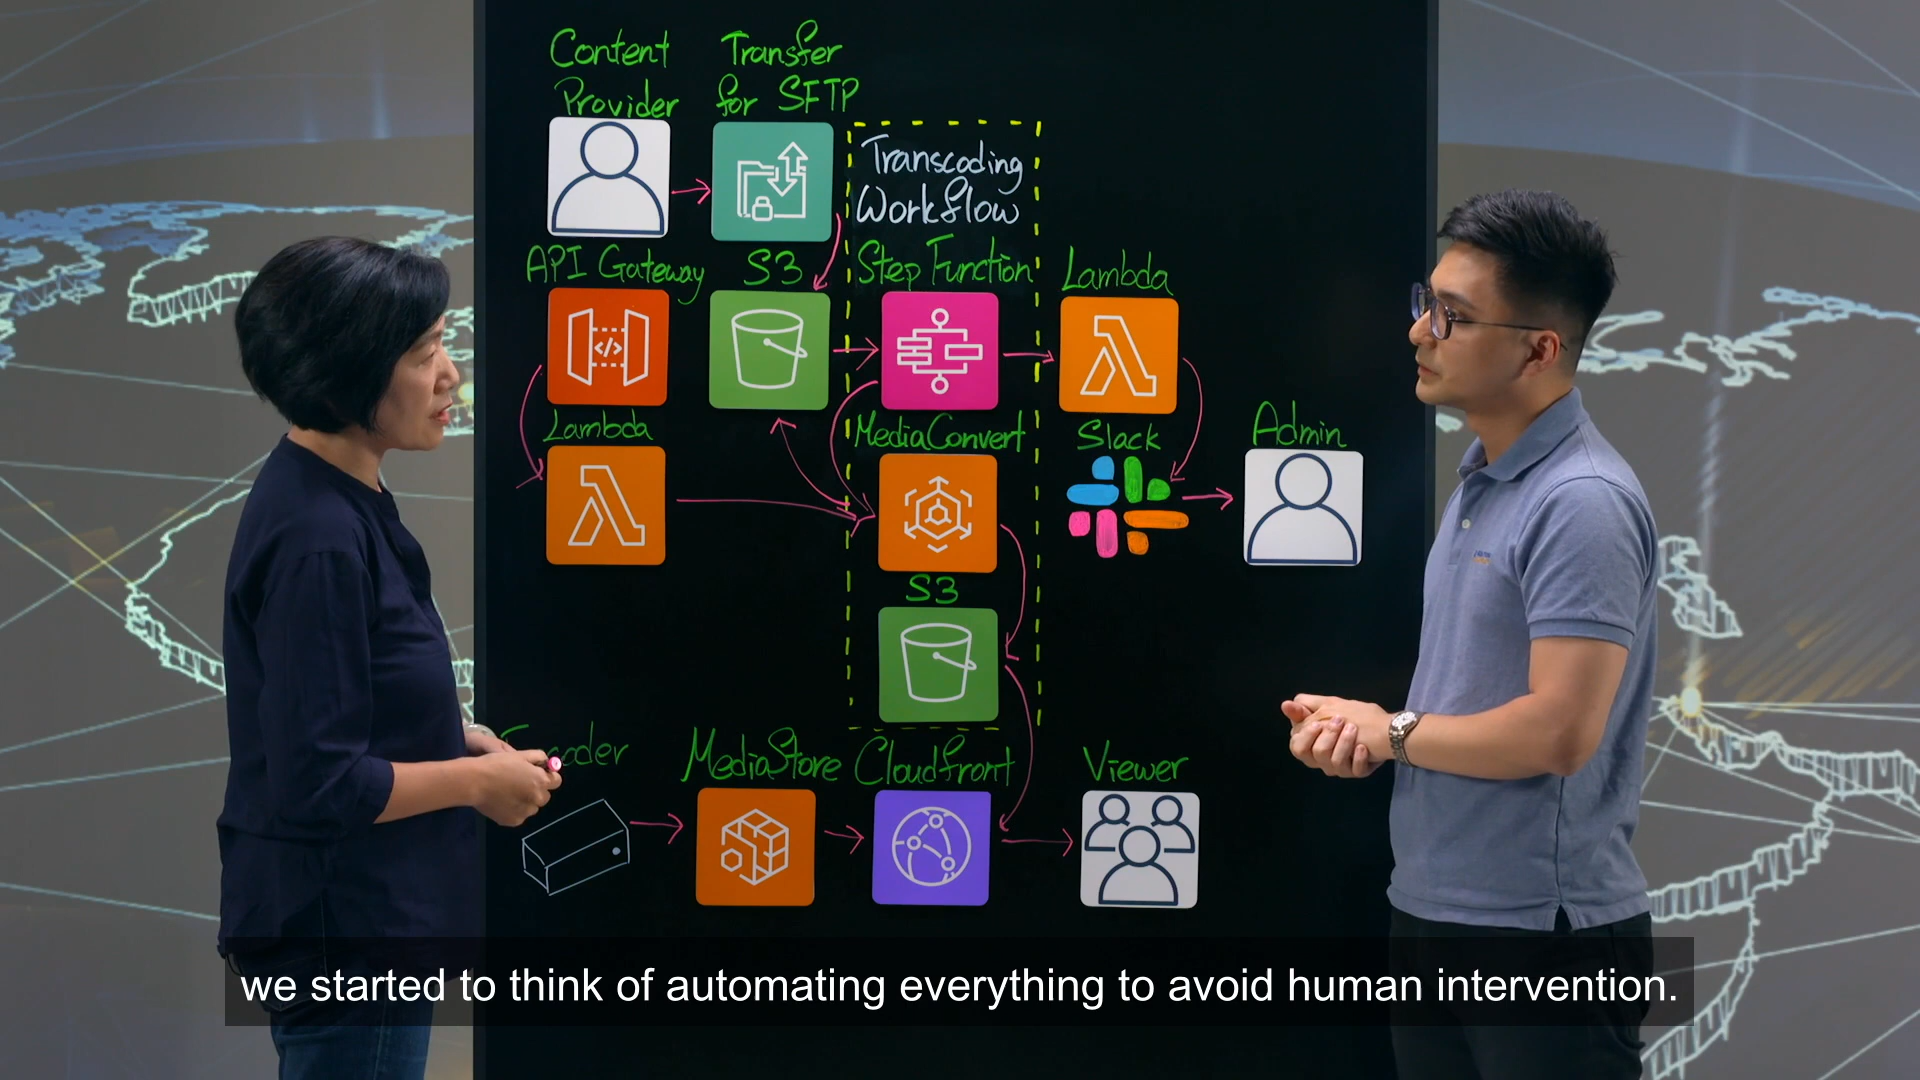 Content
Provider
Transfer
for SFTP
Transcoding
Workflow
API Gateway
S3
Step Function
Lambda
Lambda
MediaConvert
Slack
Admin
S3
MediaStore
Cloudfront
Viewer
we started to think of automating everything to avoid human intervention.